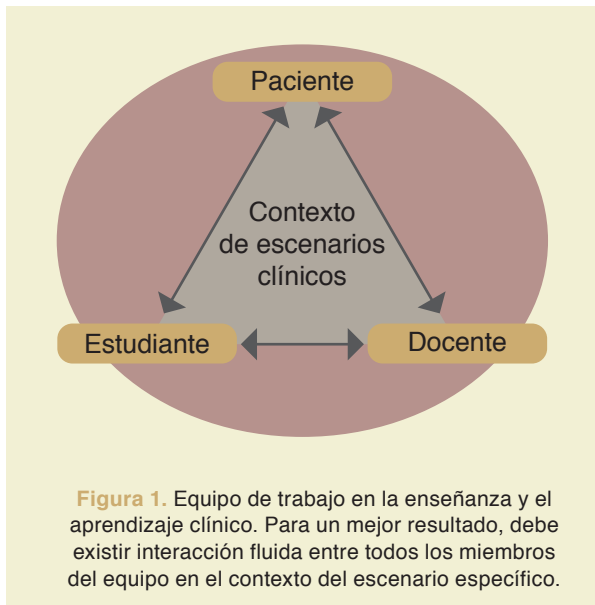 Paciente
Contexto
de escenarios
clínicos
Estudiante
Docente
Figura 1. Equipo de trabajo en la enseñanza y el
aprendizaje clínico. Para un mejor resultado, debe
existir interacción fluida entre todos los miembros
del equipo en el contexto del escenario específico.